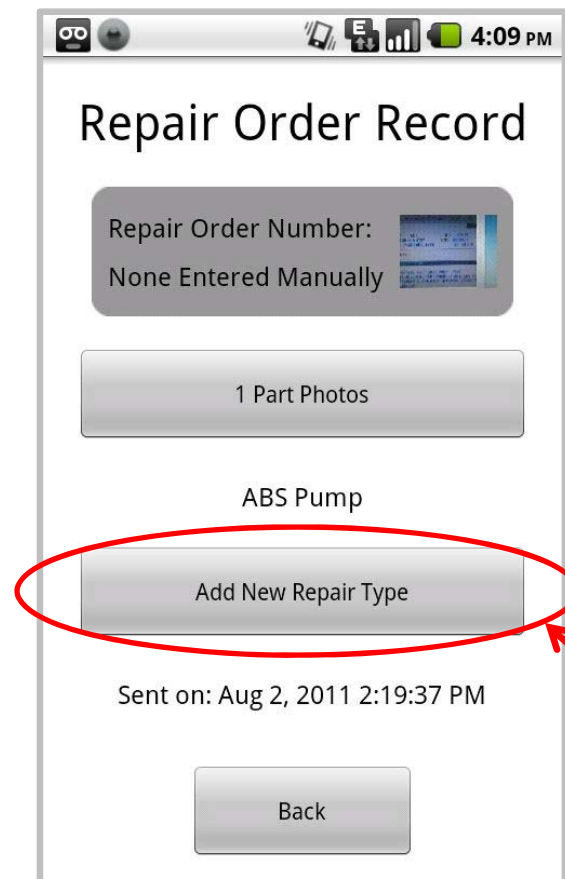 E
4:09 PM
Repair Order Record
Repair Order Number:
None Entered Manually
1 Part Photos
ABS Pump
Add New Repair Type
Sent on: Aug 2, 2011 2:19:37 PM
Back